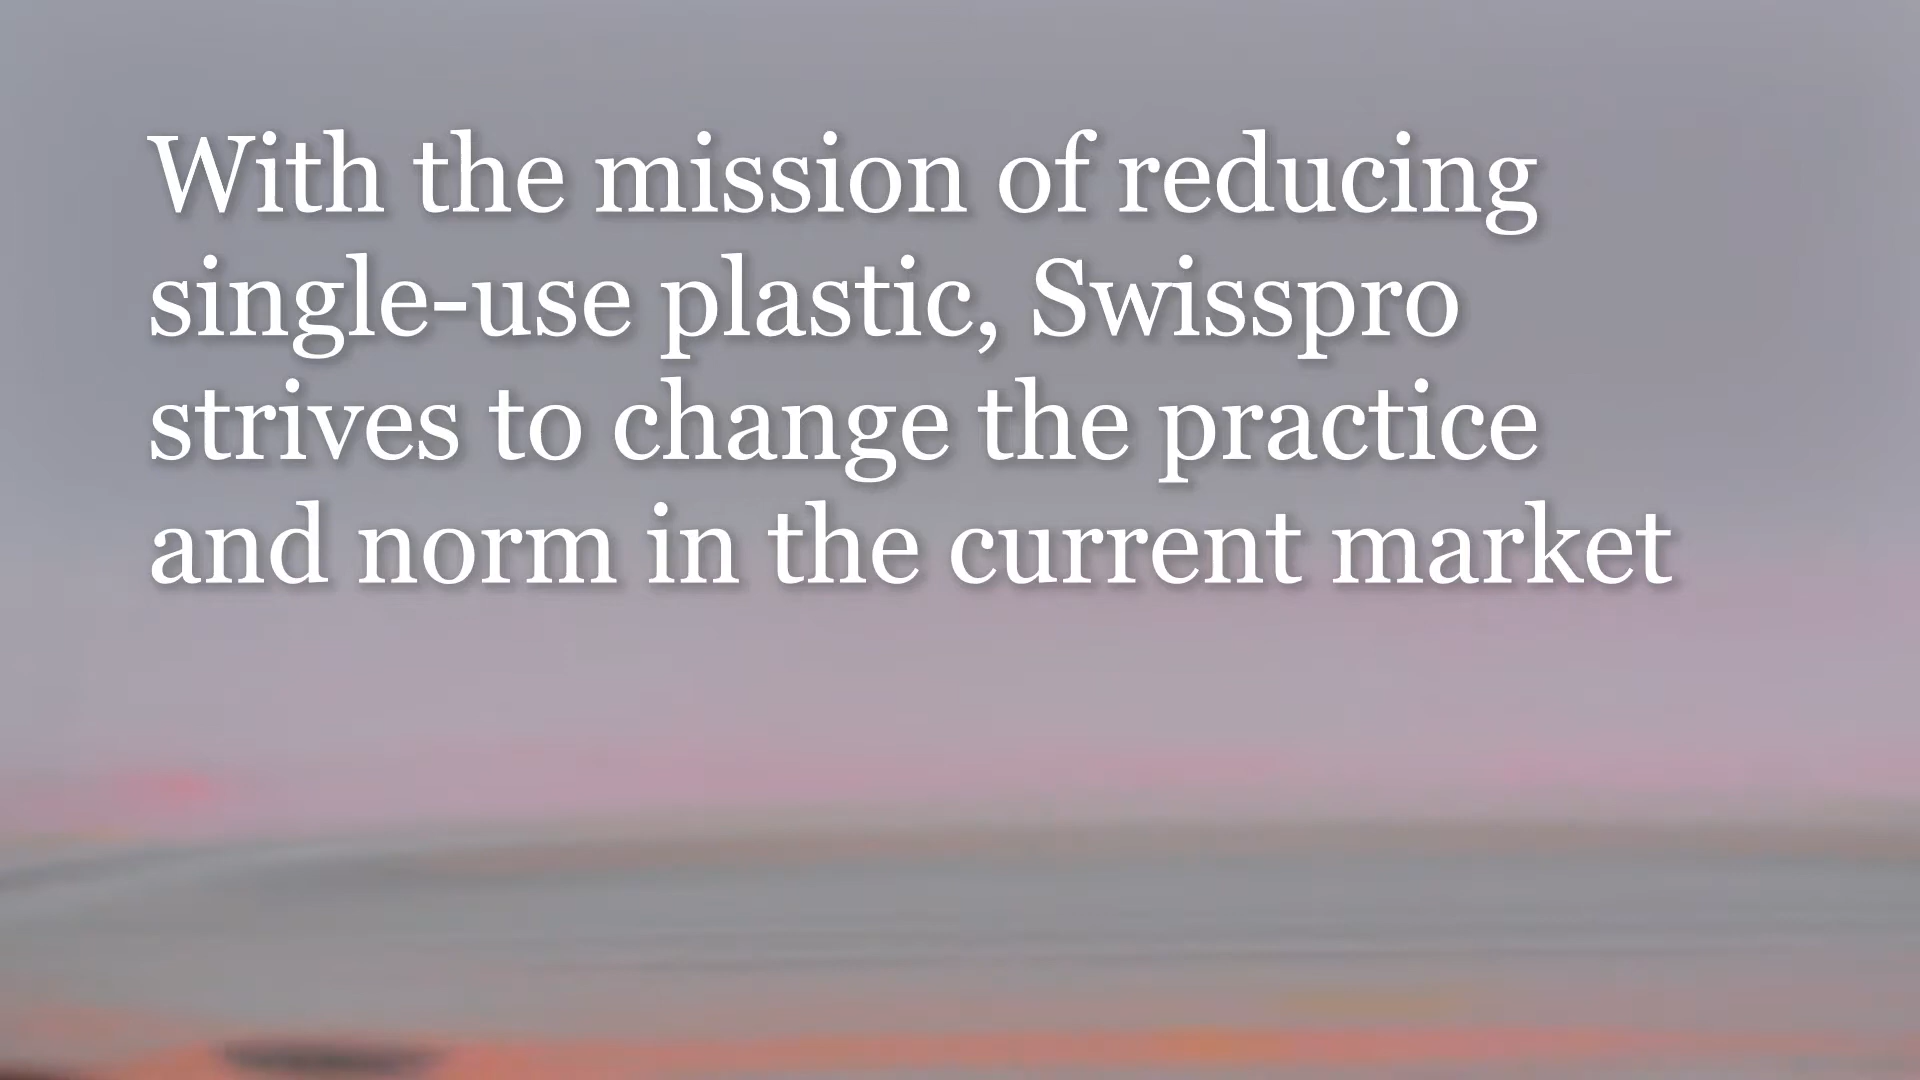 With the mission of reducing
single-use plastic, Swisspro
strives to change the practice
and norm in the current market